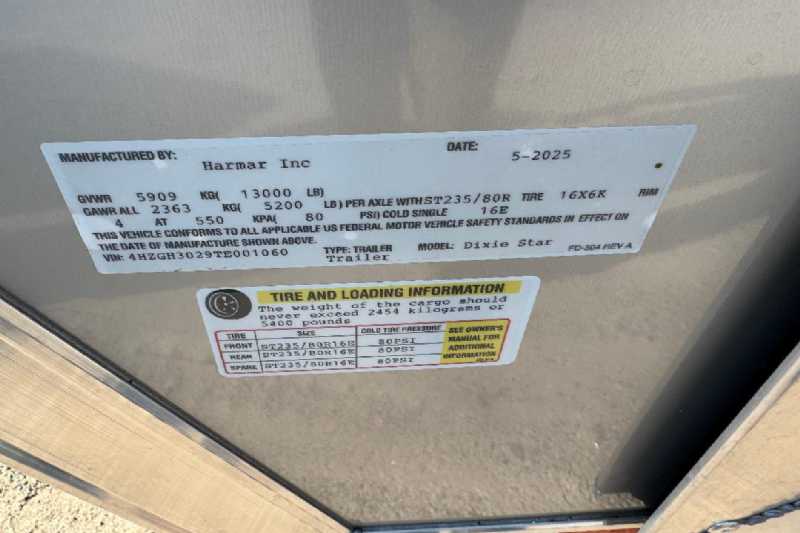 MANUFACTURED BY: Harmar Inc DATE: 5-2025
GVWR 5909 KG( 13000 LB)
GAWR ALL 2363 KG( 5200 LB) PER AXLE WITH ST235/80R TIRE 16X6K RIM
4 AT 550 KPA( 80 PSI) COLD SINGLE 16E
THIS VEHICLE CONFORMS TO ALL APPLICABLE US FEDERAL MOTOR VEHICLE SAFETY STANDARDS IN EFFECT ON
THE DATE OF MANUFACTURE SHOWN ABOVE.
VIN: 4HZGH3029TE001060 TYPE: TRAILER MODEL: Dixie Star FD-304 REV A
Trailer
TIRE AND LOADING INFORMATION
The weight of the cargo should
never exceed 2454 kilograms or
5400 pounds
TIRE SIZE COLD TIRE PRESSURE
FRONT ST235/80R16E 80PSI
REAR ST235/80R16E 80PSI
SPARE ST235/80R16E 80PSI
SEE OWNER'S
MANUAL FOR
ADDITIONAL
INFORMATION